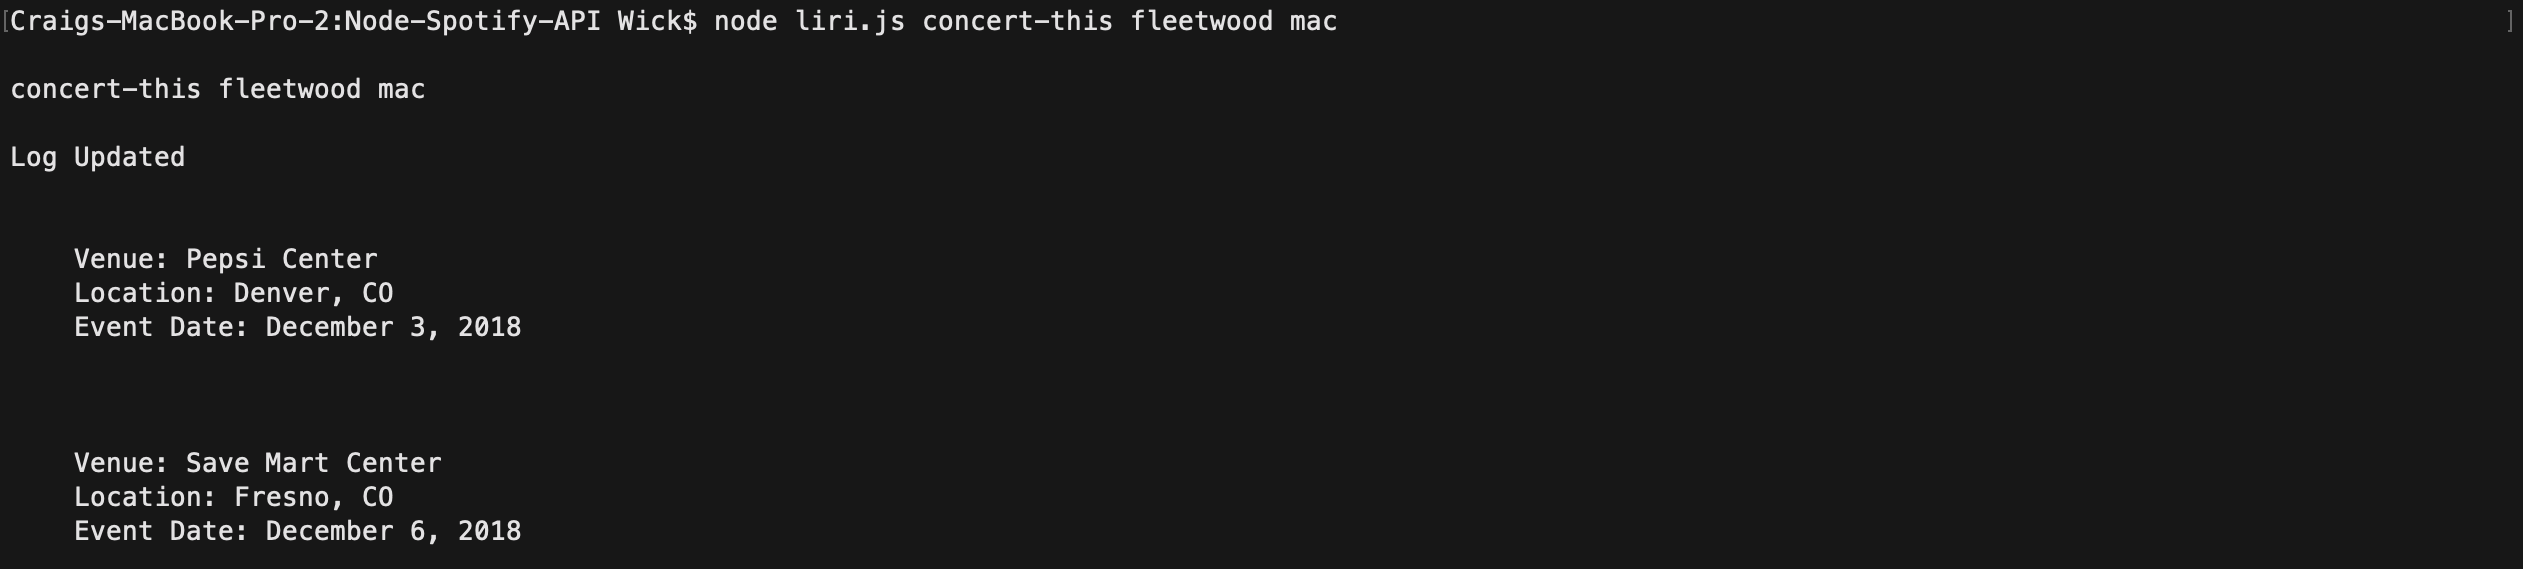 [Craigs-MacBook-Pro-2:Node-Spotify-API Wick$ node liri.js concert-this fleetwood mac ]
concert-this fleetwood mac
Log Updated
Venue: Pepsi Center
Location: Denver, CO
Event Date: December 3, 2018
Venue: Save Mart Center
Location: Fresno, CO
Event Date: December 6, 2018